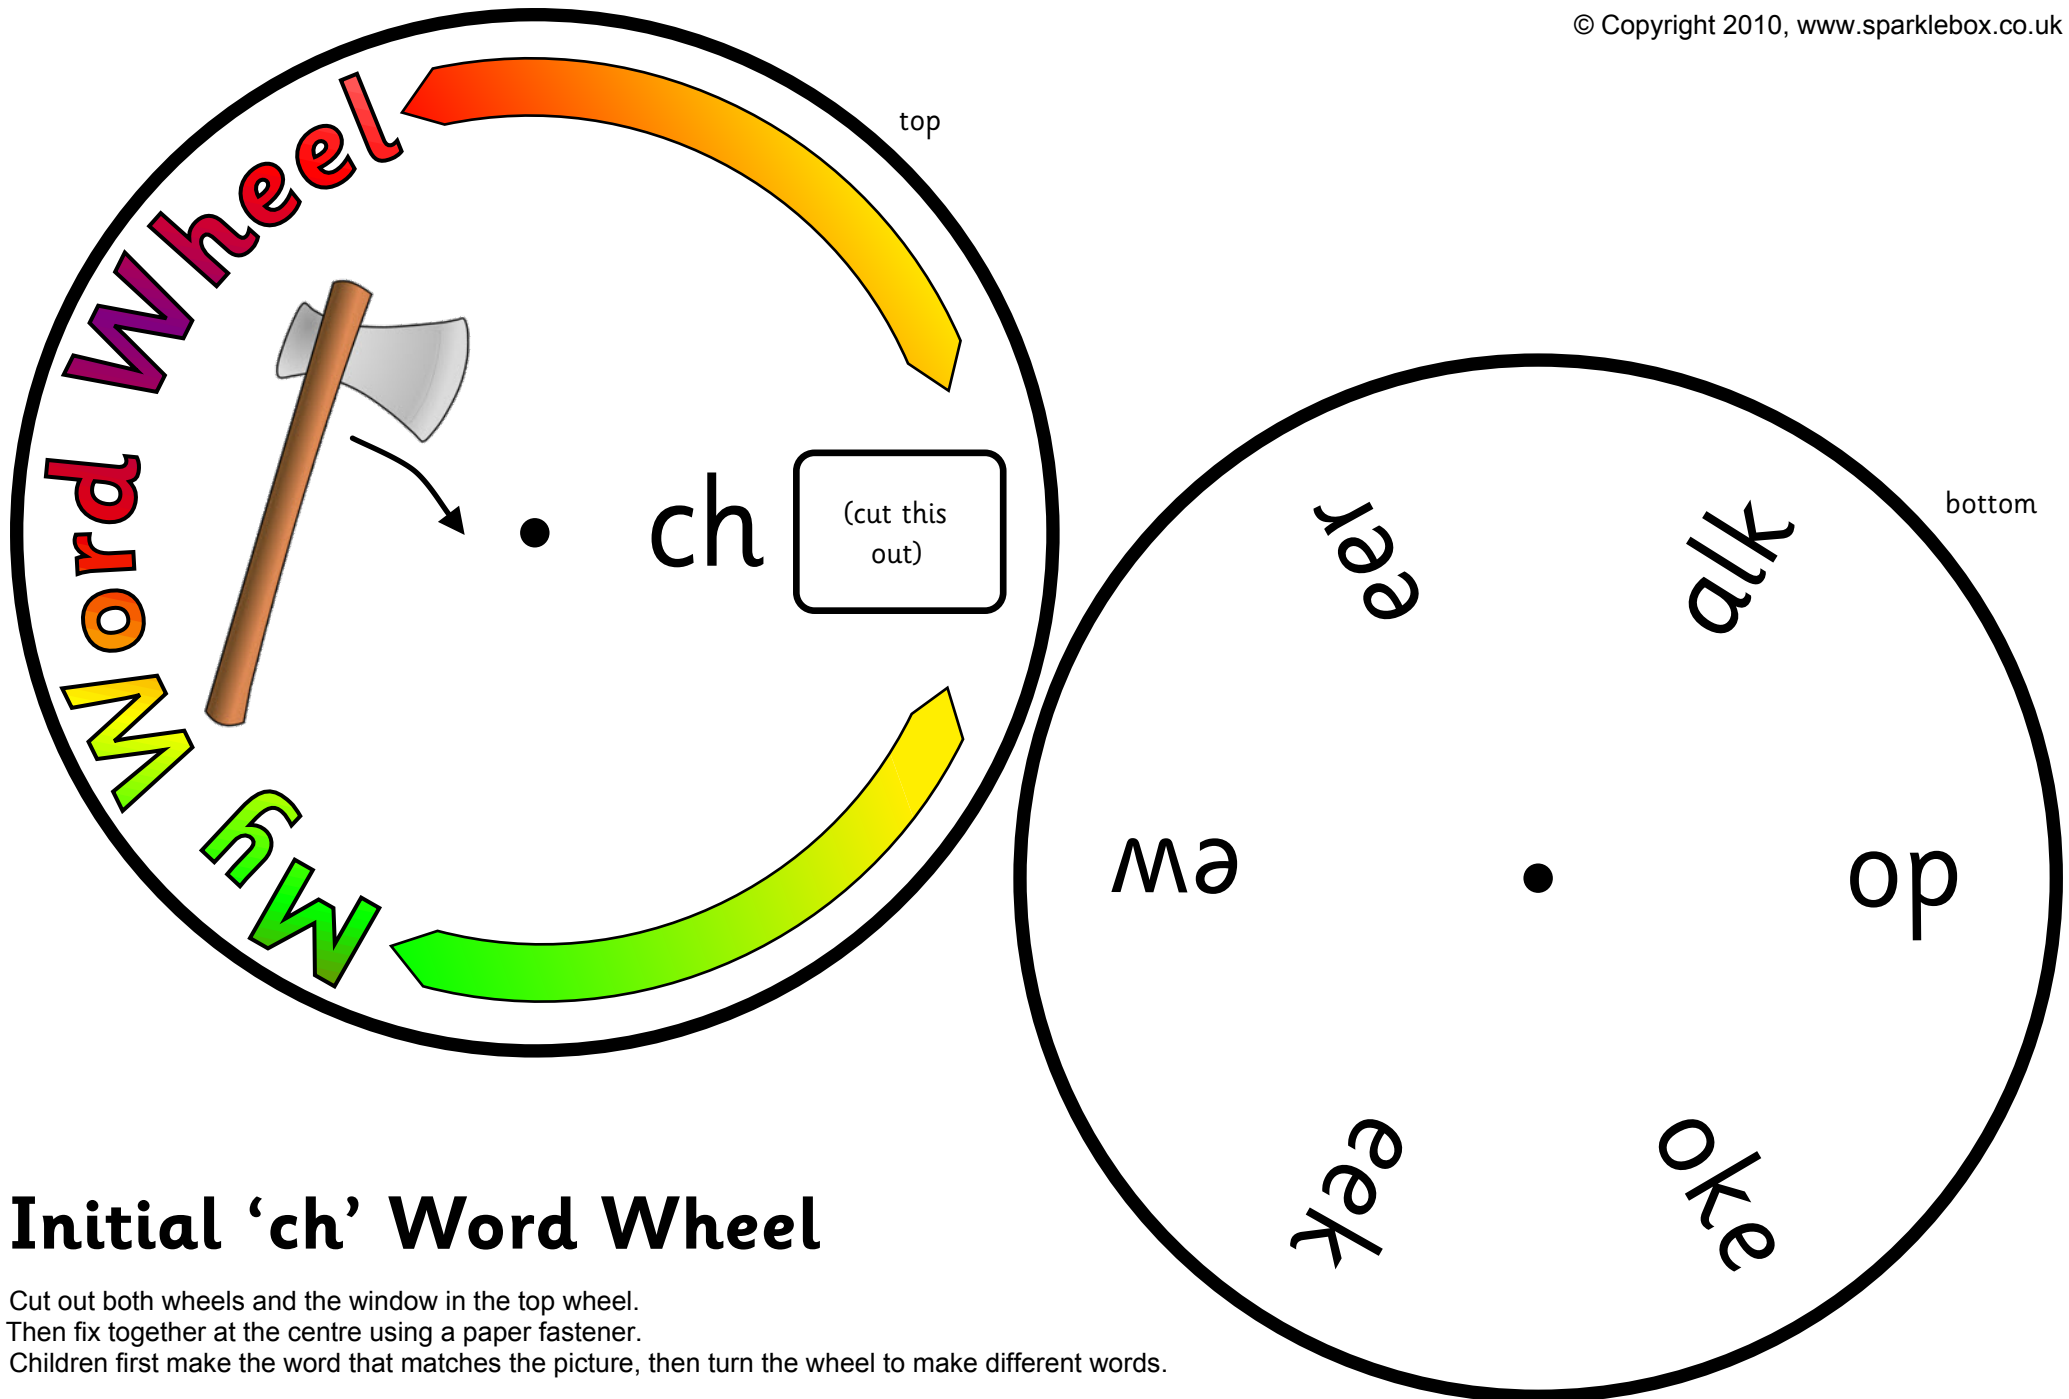 © Copyright 2010, www.sparklebox.co.uk
top
My Word Wheel
ch
(cut this
out)
bottom
eer
alk
ew
op
eek
oke
Initial ‘ch’ Word Wheel
Cut out both wheels and the window in the top wheel.
Then fix together at the centre using a paper fastener.
Children first make the word that matches the picture, then turn the wheel to make different words.